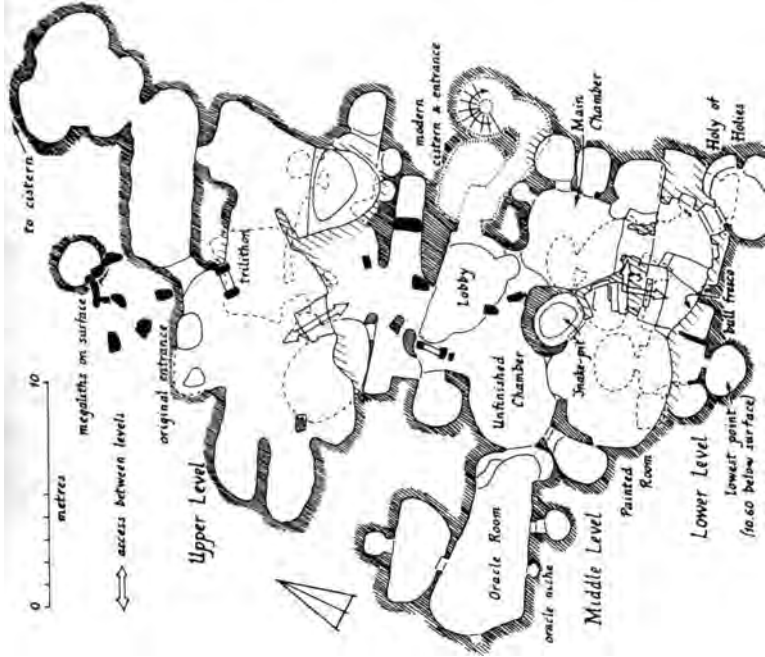 0
10
metres
access between levels
Upper Level
original entrance
megaliths on surface
to cistern
trilithon
modern
cistern & entrance
Lobby
Unfinished
Chamber
Snake-pit
Main
Chamber
Holy of
Holies
Oracle Room
oracle niche
Middle Level
Painted
Room
Lower Level
lowest point
(10.60 below surface)
bull fresco